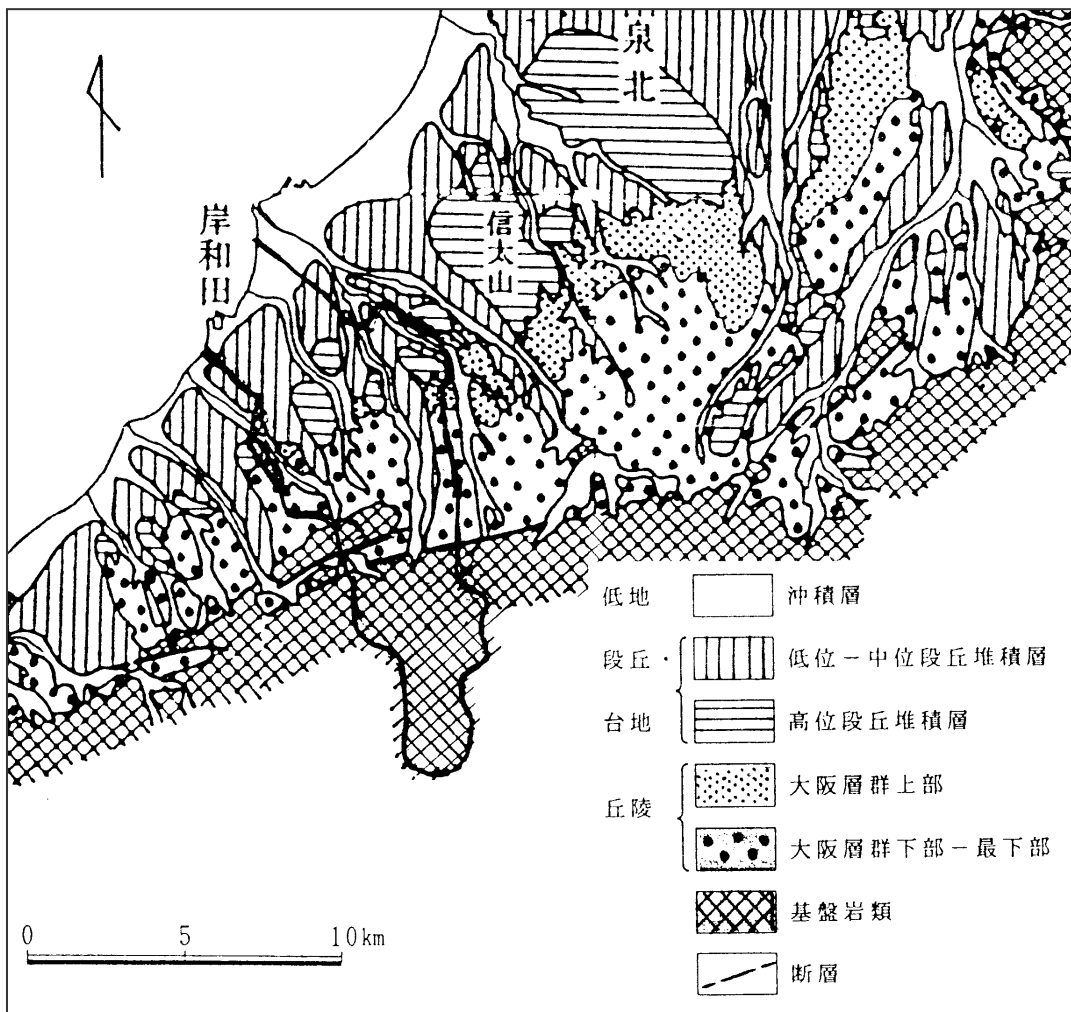 泉北
信太山
岸和田
低地
沖積層
段丘・台地
低位－中位段丘堆積層
高位段丘堆積層
丘陵
大阪層群上部
大阪層群下部－最下部
基盤岩類
断層
0 5 10km